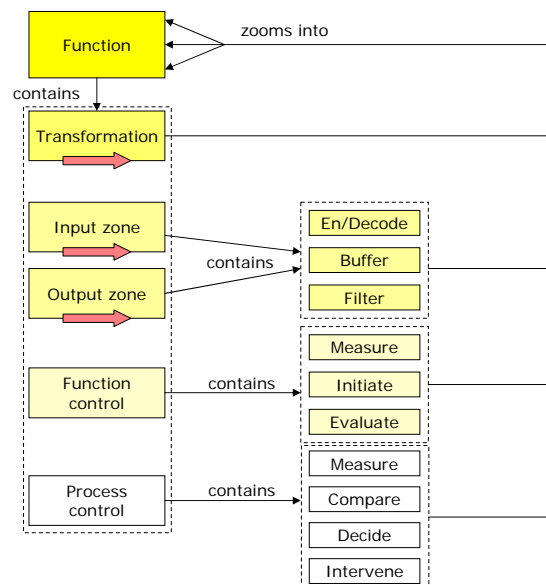 Function
zooms into
contains
Transformation
Input zone
Output zone
contains
En/Decode
Buffer
Filter
Function
control
contains
Measure
Initiate
Evaluate
Process
control
contains
Measure
Compare
Decide
Intervene